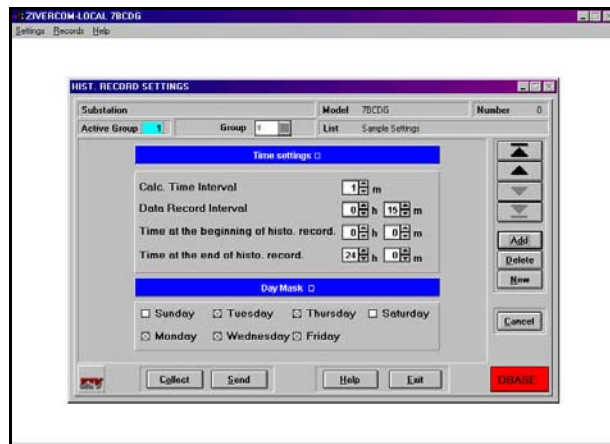 ZIVERCOM-LOCAL 7BCDG
Settings Records Help
HIST. RECORD SETTINGS
Substation Model 7BCDG Number 0
Active Group 1 Group 1 List Sample Settings
Time settings
Calc. Time Interval 1 m
Data Record Interval 0 h 15 m
Time at the beginning of histo. record. 0 h 0 m
Time at the end of histo. record. 24 h 0 m
Add
Delete
New
Day Mask
Sunday Tuesday Thursday Saturday
Monday Wednesday Friday
Cancel
Collect Send Help Exit DBASE